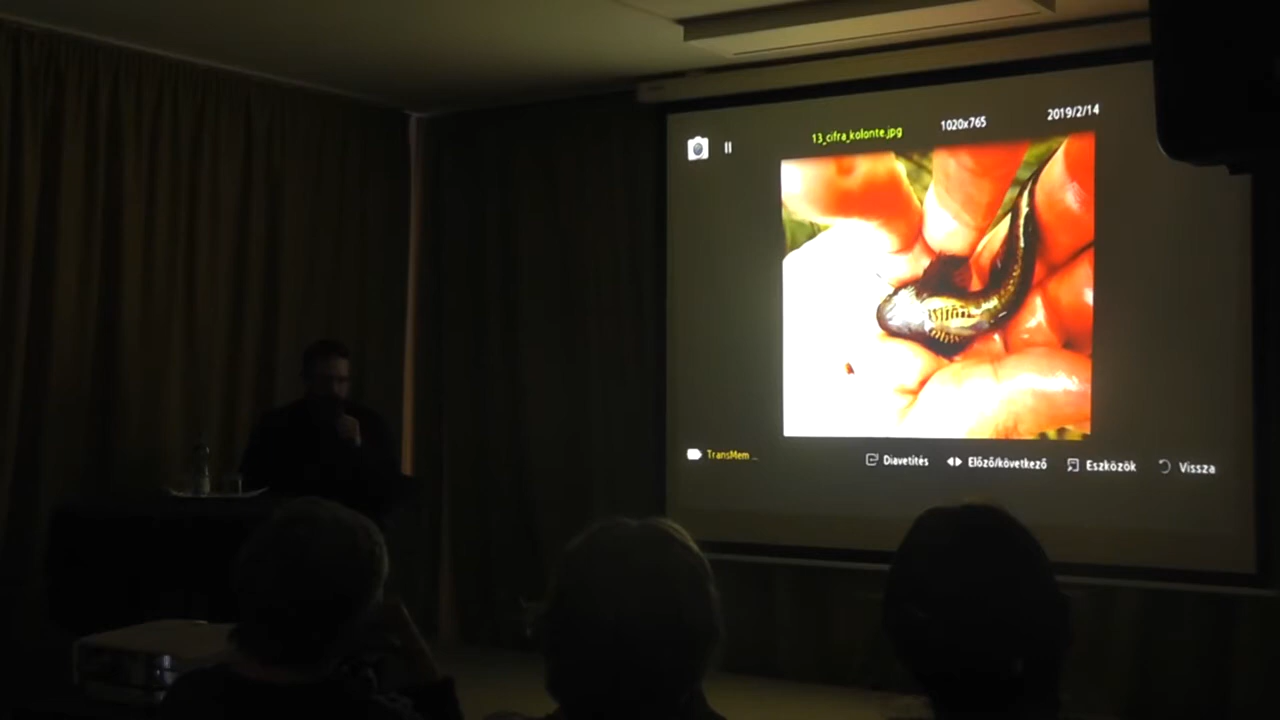 13_cifra_kolonte.jpg
1020x765
2019/2/14
TransMem ...
Diavetítés
Előző/következő
Eszközök
Vissza